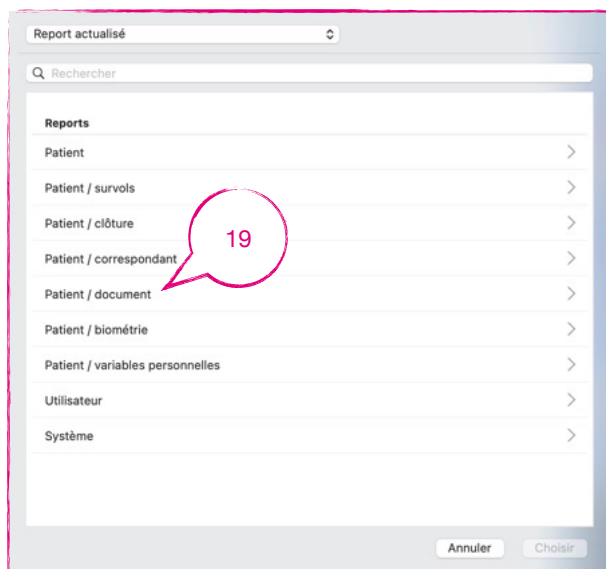 Report actualisé
Rechercher
Reports
Patient
Patient / survols
Patient / clôture
19
Patient / correspondant
Patient / document
Patient / biométrie
Patient / variables personnelles
Utilisateur
Système
Annuler
Choisir